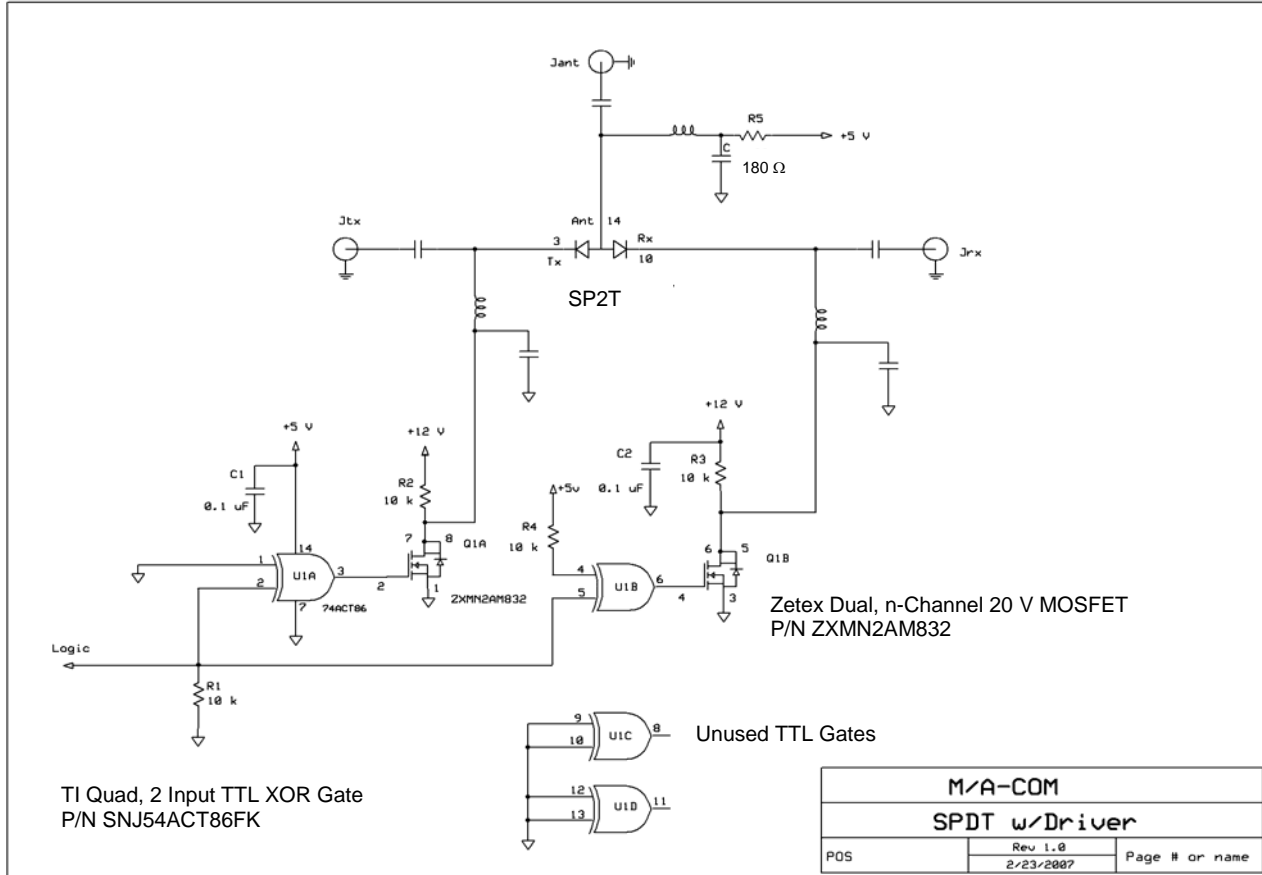 Jant
R5
+5 V
C
180 Ω
Jtx
Ant 14
3
Tx
Rx
10
Jrx
SP2T
+5 V
C1
0.1 uF
+12 V
R2
10 k
14
1
2
U1A
3
7
74ACT86
2
7
8
Q1A
1
ZXMN2AM832
+5v
R4
10 k
4
5
U1B
6
+12 V
C2
0.1 uF
R3
10 k
6
5
Q1B
4
3
Zetex Dual, n-Channel 20 V MOSFET
P/N ZXMN2AM832
Logic
R1
10 k
9
10
U1C
8
Unused TTL Gates
12
13
U1D
11
TI Quad, 2 Input TTL XOR Gate
P/N SNJ54ACT86FK
M/A-COM
SPDT w/Driver
POS
Rev 1.0
2/23/2007
Page # or name